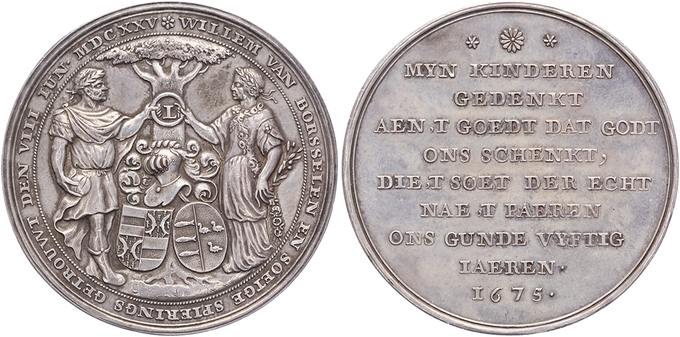 WILLEM VAN BORSSELEN EN SOEIGE SPIERINGS GETROUWT DEN VIII IUN. MDCXXV
L
MYN KINDEREN
GEDENKT
AEN,T GOEDT DAT GODT
ONS SCHENKT,
DIE,T SOET DER ECHT
NAE,T PAEREN
ONS GUNDE VYFTIG
IAEREN.
1675.